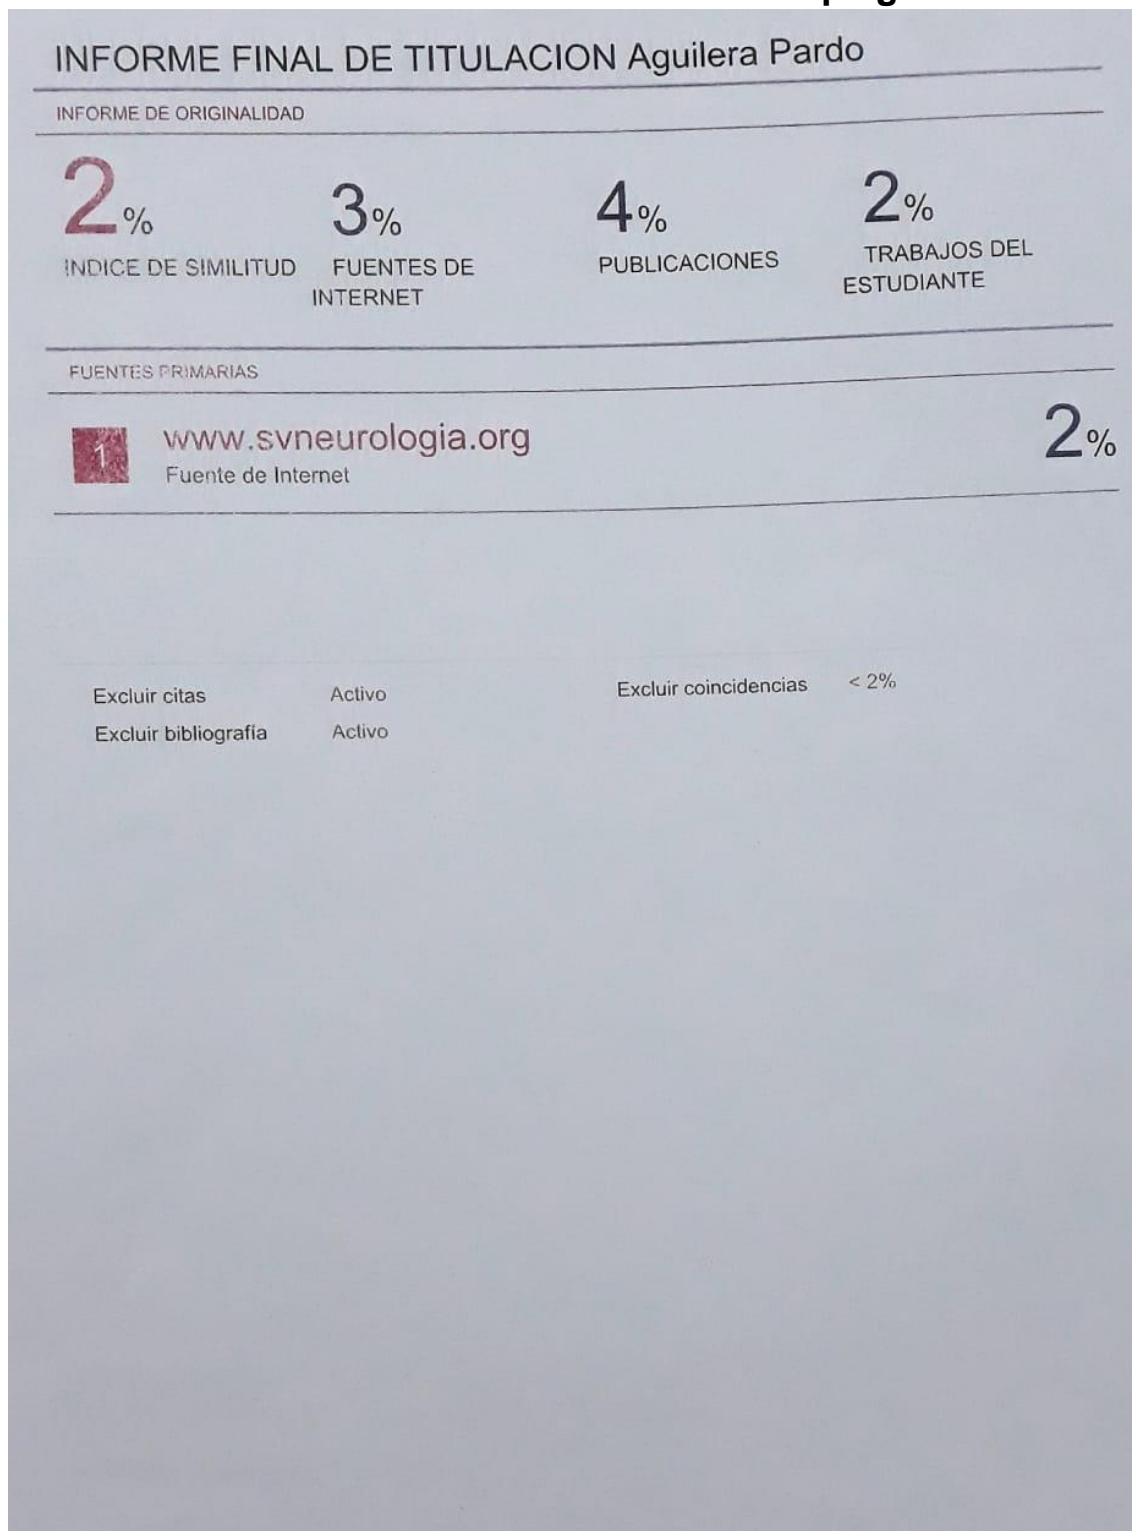 INFORME FINAL DE TITULACION Aguilera Pardo
INFORME DE ORIGINALIDAD
2%
INDICE DE SIMILITUD
3%
FUENTES DE
INTERNET
4%
PUBLICACIONES
2%
TRABAJOS DEL
ESTUDIANTE
FUENTES PRIMARIAS
1
www.svneurologia.org
Fuente de Internet
2%
Excluir citas Activo
Excluir bibliografía Activo
Excluir coincidencias < 2%